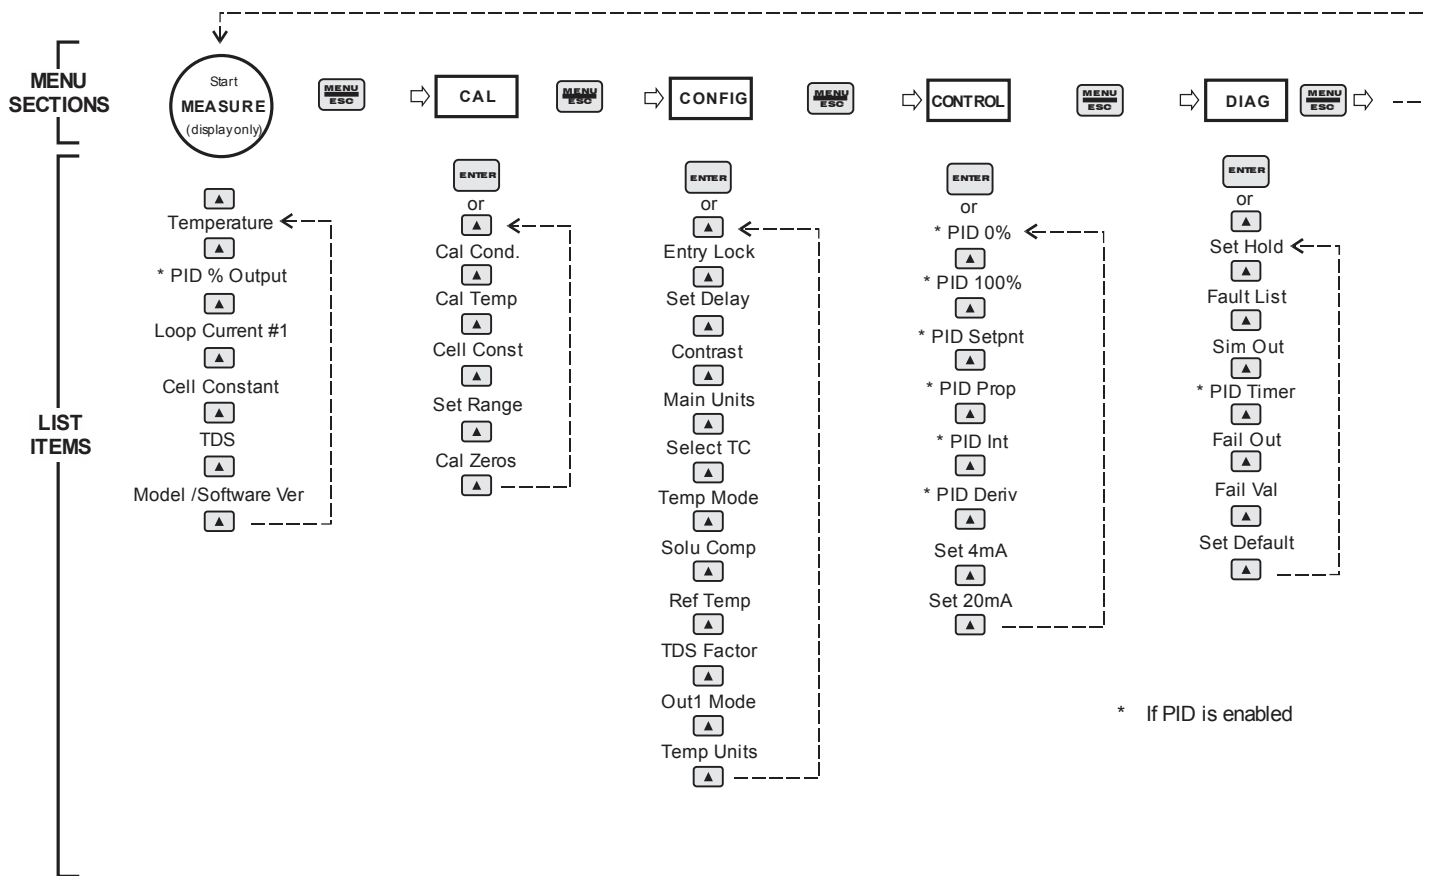 MENU
SECTIONS
Start
MEASURE
(display only)
MENU
ESC
CAL
MENU
ESC
CONFIG
MENU
ESC
CONTROL
MENU
ESC
DIAG
MENU
ESC
LIST
ITEMS
Temperature
* PID % Output
Loop Current #1
Cell Constant
TDS
Model /Software Ver
ENTER
or
Cal Cond.
Cal Temp
Cell Const
Set Range
Cal Zeros
ENTER
or
Entry Lock
Set Delay
Contrast
Main Units
Select TC
Temp Mode
Solu Comp
Ref Temp
TDS Factor
Out1 Mode
Temp Units
ENTER
or
* PID 0%
* PID 100%
* PID Setpnt
* PID Prop
* PID Int
* PID Deriv
Set 4mA
Set 20mA
ENTER
or
Set Hold
Fault List
Sim Out
* PID Timer
Fail Out
Fail Val
Set Default
* If PID is enabled